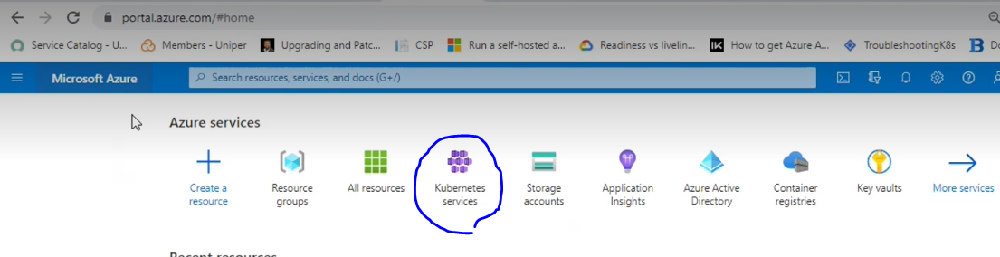 portal.azure.com/#home
Service Catalog - U... Members - Uniper Upgrading and Patc... CSP Run a self-hosted a... Readiness vs livelin... How to get Azure A... TroubleshootingK8s
Microsoft Azure Search resources, services, and docs (G+/)
Azure services
Create a resource
Resource groups
All resources
Kubernetes services
Storage accounts
Application Insights
Azure Active Directory
Container registries
Key vaults
More services
Recent resources